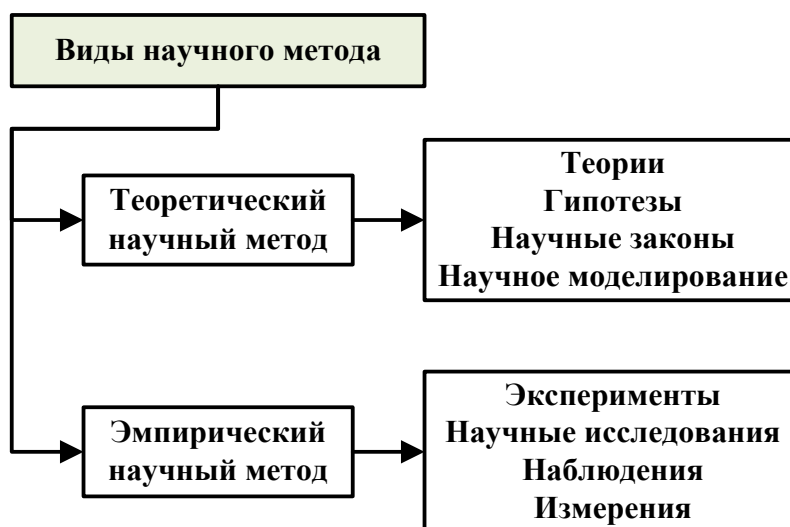 Виды научного метода
Теоретический
научный метод
Теории
Гипотезы
Научные законы
Научное моделирование
Эмпирический
научный метод
Эксперименты
Научные исследования
Наблюдения
Измерения